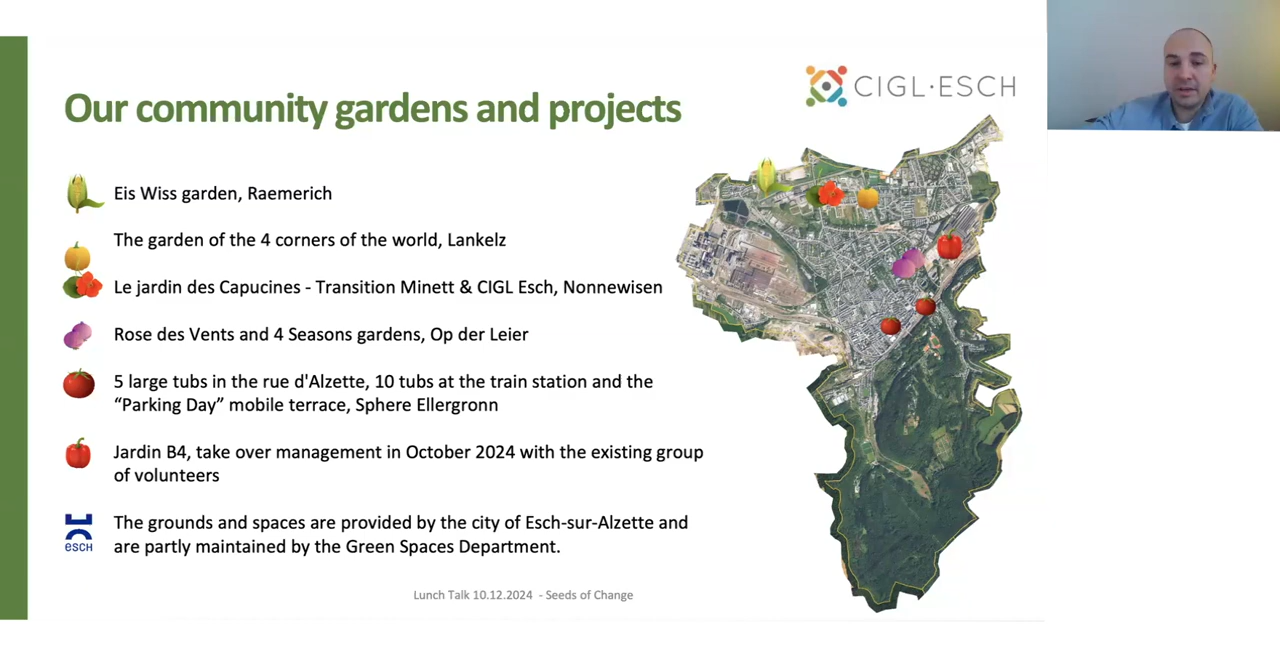 CIGL·ESCH
Our community gardens and projects
Eis Wiss garden, Raemerich
The garden of the 4 corners of the world, Lankelz
Le jardin des Capucines - Transition Minett & CIGL Esch, Nonnewisen
Rose des Vents and 4 Seasons gardens, Op der Leier
5 large tubs in the rue d'Alzette, 10 tubs at the train station and the
“Parking Day” mobile terrace, Sphere Ellergronn
Jardin B4, take over management in October 2024 with the existing group
of volunteers
The grounds and spaces are provided by the city of Esch-sur-Alzette and
are partly maintained by the Green Spaces Department.
esch
Lunch Talk 10.12.2024 - Seeds of Change